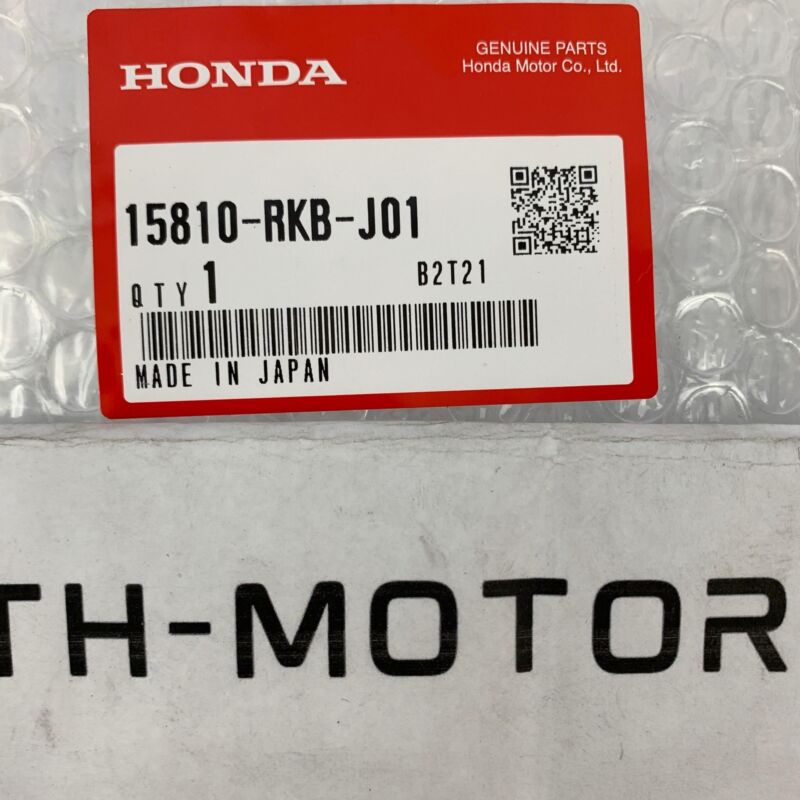 HONDA
GENUINE PARTS
Honda Motor Co., Ltd.
15810-RKB-J01
QTY 1
B2T21
MADE IN JAPAN
TH-MOTOR